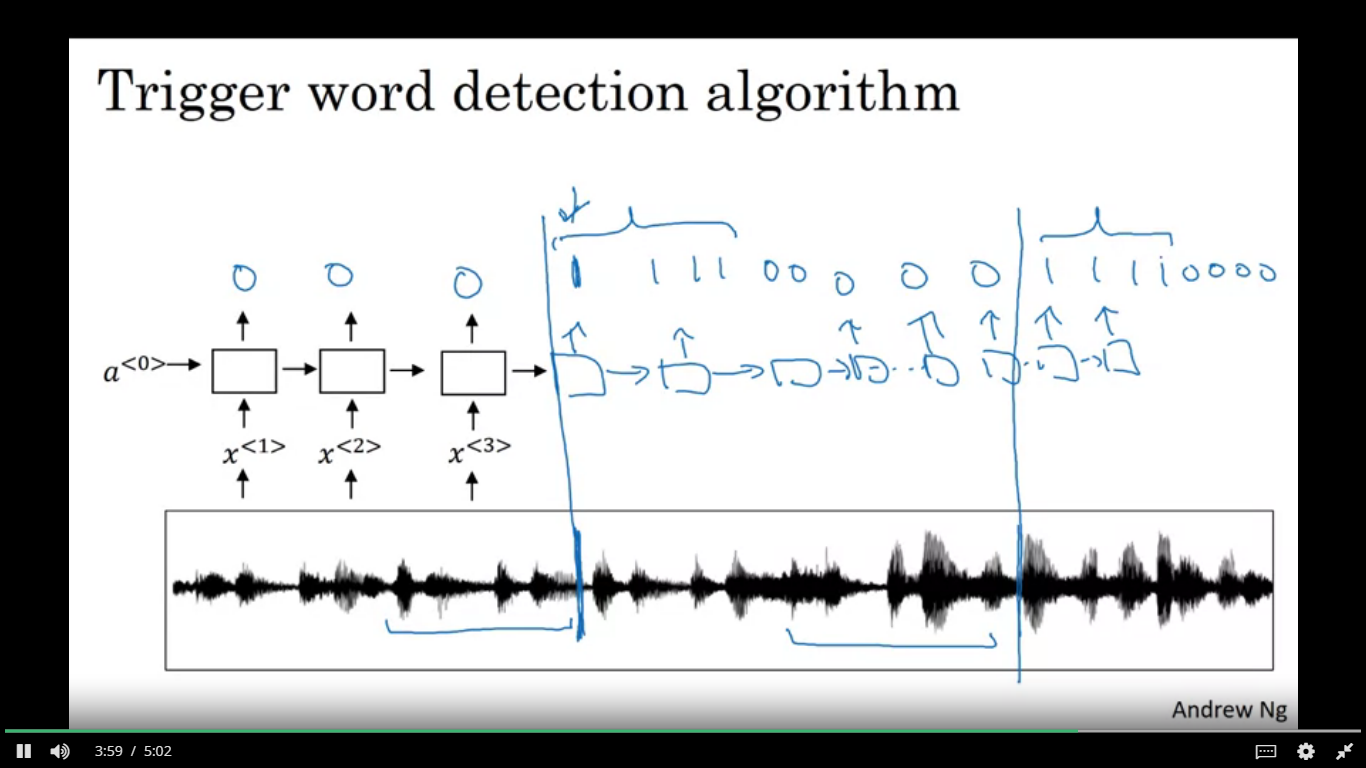 Trigger word detection algorithm
0 0 0 1 1 1 1 0 0 0 0 0 1 1 1 1 0 0 0 0
a<0>
x<1> x<2> x<3>
Andrew Ng
3:59 / 5:02